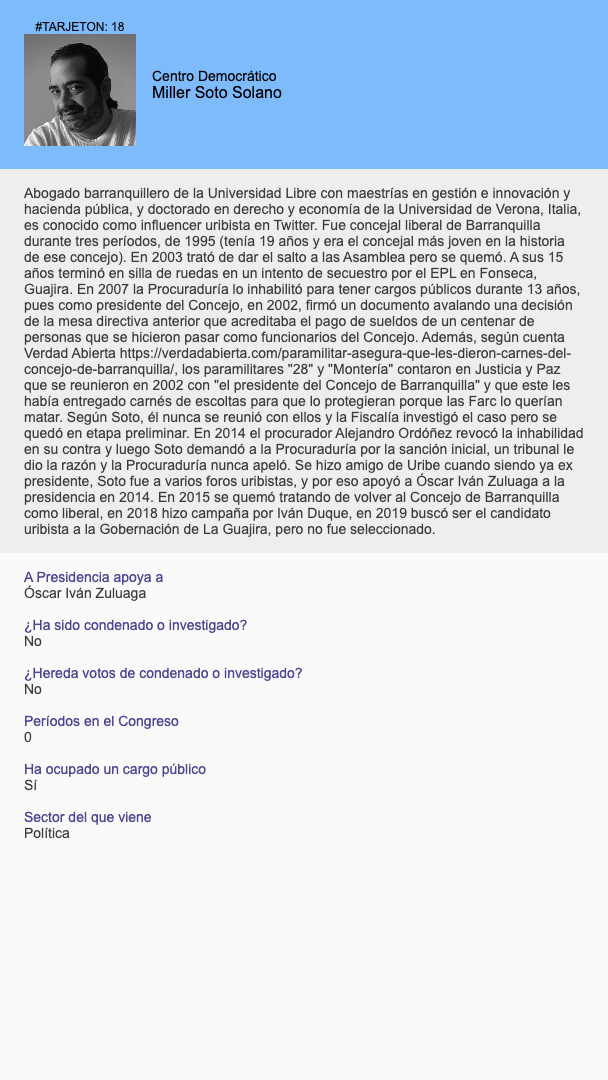 #TARJETON: 18
Centro Democrático
Miller Soto Solano
Abogado barranquillero de la Universidad Libre con maestrías en gestión e innovación y
hacienda pública, y doctorado en derecho y economía de la Universidad de Verona, Italia,
es conocido como influencer uribista en Twitter. Fue concejal liberal de Barranquilla
durante tres períodos, de 1995 (tenía 19 años y era el concejal más joven en la historia
de ese concejo). En 2003 trató de dar el salto a las Asamblea pero se quemó. A sus 15
años terminó en silla de ruedas en un intento de secuestro por el EPL en Fonseca,
Guajira. En 2007 la Procuraduría lo inhabilitó para tener cargos públicos durante 13 años,
pues como presidente del Concejo, en 2002, firmó un documento avalando una decisión
de la mesa directiva anterior que acreditaba el pago de sueldos de un centenar de
personas que se hicieron pasar como funcionarios del Concejo. Además, según cuenta
Verdad Abierta https://verdadabierta.com/paramilitar-asegura-que-les-dieron-carnes-del-
concejo-de-barranquilla/, los paramilitares "28" y "Montería" contaron en Justicia y Paz
que se reunieron en 2002 con "el presidente del Concejo de Barranquilla" y que este les
había entregado carnés de escoltas para que lo protegieran porque las Farc lo querían
matar. Según Soto, él nunca se reunió con ellos y la Fiscalía investigó el caso pero se
quedó en etapa preliminar. En 2014 el procurador Alejandro Ordóñez revocó la inhabilidad
en su contra y luego Soto demandó a la Procuraduría por la sanción inicial, un tribunal le
dio la razón y la Procuraduría nunca apeló. Se hizo amigo de Uribe cuando siendo ya ex
presidente, Soto fue a varios foros uribistas, y por eso apoyó a Óscar Iván Zuluaga a la
presidencia en 2014. En 2015 se quemó tratando de volver al Concejo de Barranquilla
como liberal, en 2018 hizo campaña por Iván Duque, en 2019 buscó ser el candidato
uribista a la Gobernación de La Guajira, pero no fue seleccionado.
A Presidencia apoya a
Óscar Iván Zuluaga
¿Ha sido condenado o investigado?
No
¿Hereda votos de condenado o investigado?
No
Períodos en el Congreso
0
Ha ocupado un cargo público
Sí
Sector del que viene
Política